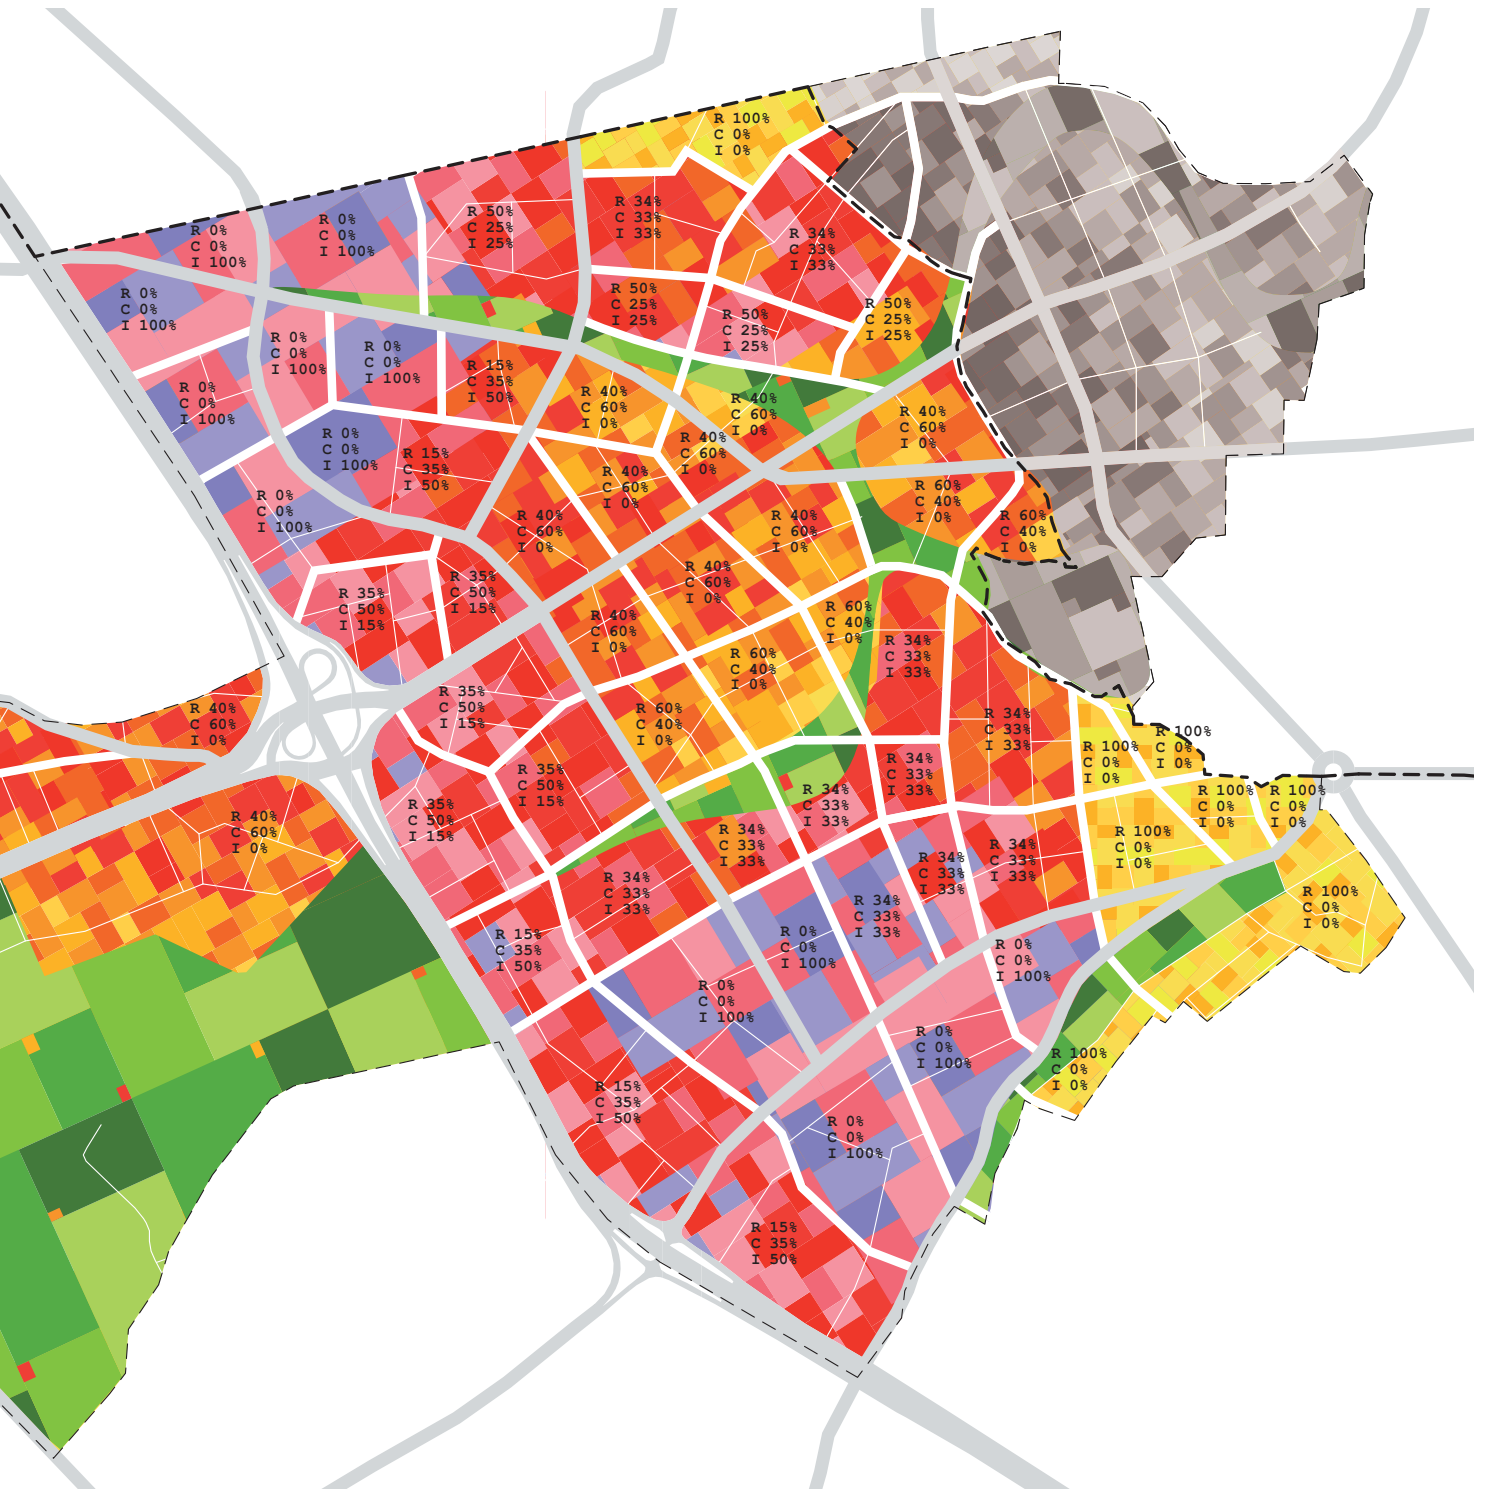 R 100%
C 0%
I 0%
R 34%
C 33%
I 33%
R 50%
C 25%
I 25%
R 0%
C 0%
I 100%
R 0%
C 0%
I 100%
R 34%
C 33%
I 33%
R 50%
C 25%
I 25%
R 0%
C 0%
I 100%
R 50%
C 25%
I 25%
R 50%
C 25%
I 25%
R 0%
C 0%
I 100%
R 0%
C 0%
I 100%
R 15%
C 35%
I 50%
R 0%
C 0%
I 100%
R 40%
C 60%
I 0%
R 40%
C 60%
I 0%
R 40%
C 60%
I 0%
R 0%
C 0%
I 100%
R 40%
C 60%
I 0%
R 15%
C 35%
I 50%
R 40%
C 60%
I 0%
R 60%
C 40%
I 0%
R 0%
C 0%
I 100%
R 40%
C 60%
I 0%
R 40%
C 60%
I 0%
R 60%
C 40%
I 0%
R 40%
C 60%
I 0%
R 35%
C 50%
I 15%
R 35%
C 50%
I 15%
R 60%
C 40%
I 0%
R 40%
C 60%
I 0%
R 34%
C 33%
I 33%
R 60%
C 40%
I 0%
R 35%
C 50%
I 15%
R 40%
C 60%
I 0%
R 60%
C 40%
I 0%
R 34%
C 33%
I 33%
R 100%
C 0%
I 0%
R 100%
C 0%
I 0%
R 34%
C 33%
I 33%
R 35%
C 50%
I 15%
R 34%
C 33%
I 33%
R 100%
C 0%
I 0%
R 100%
C 0%
I 0%
R 35%
C 50%
I 15%
R 40%
C 60%
I 0%
R 34%
C 33%
I 33%
R 100%
C 0%
I 0%
R 34%
C 33%
I 33%
R 34%
C 33%
I 33%
R 34%
C 33%
I 33%
R 100%
C 0%
I 0%
R 34%
C 33%
I 33%
R 0%
C 0%
I 100%
R 15%
C 35%
I 50%
R 0%
C 0%
I 100%
R 0%
C 0%
I 100%
R 0%
C 0%
I 100%
R 100%
C 0%
I 0%
R 15%
C 35%
I 50%
R 0%
C 0%
I 100%
R 15%
C 35%
I 50%